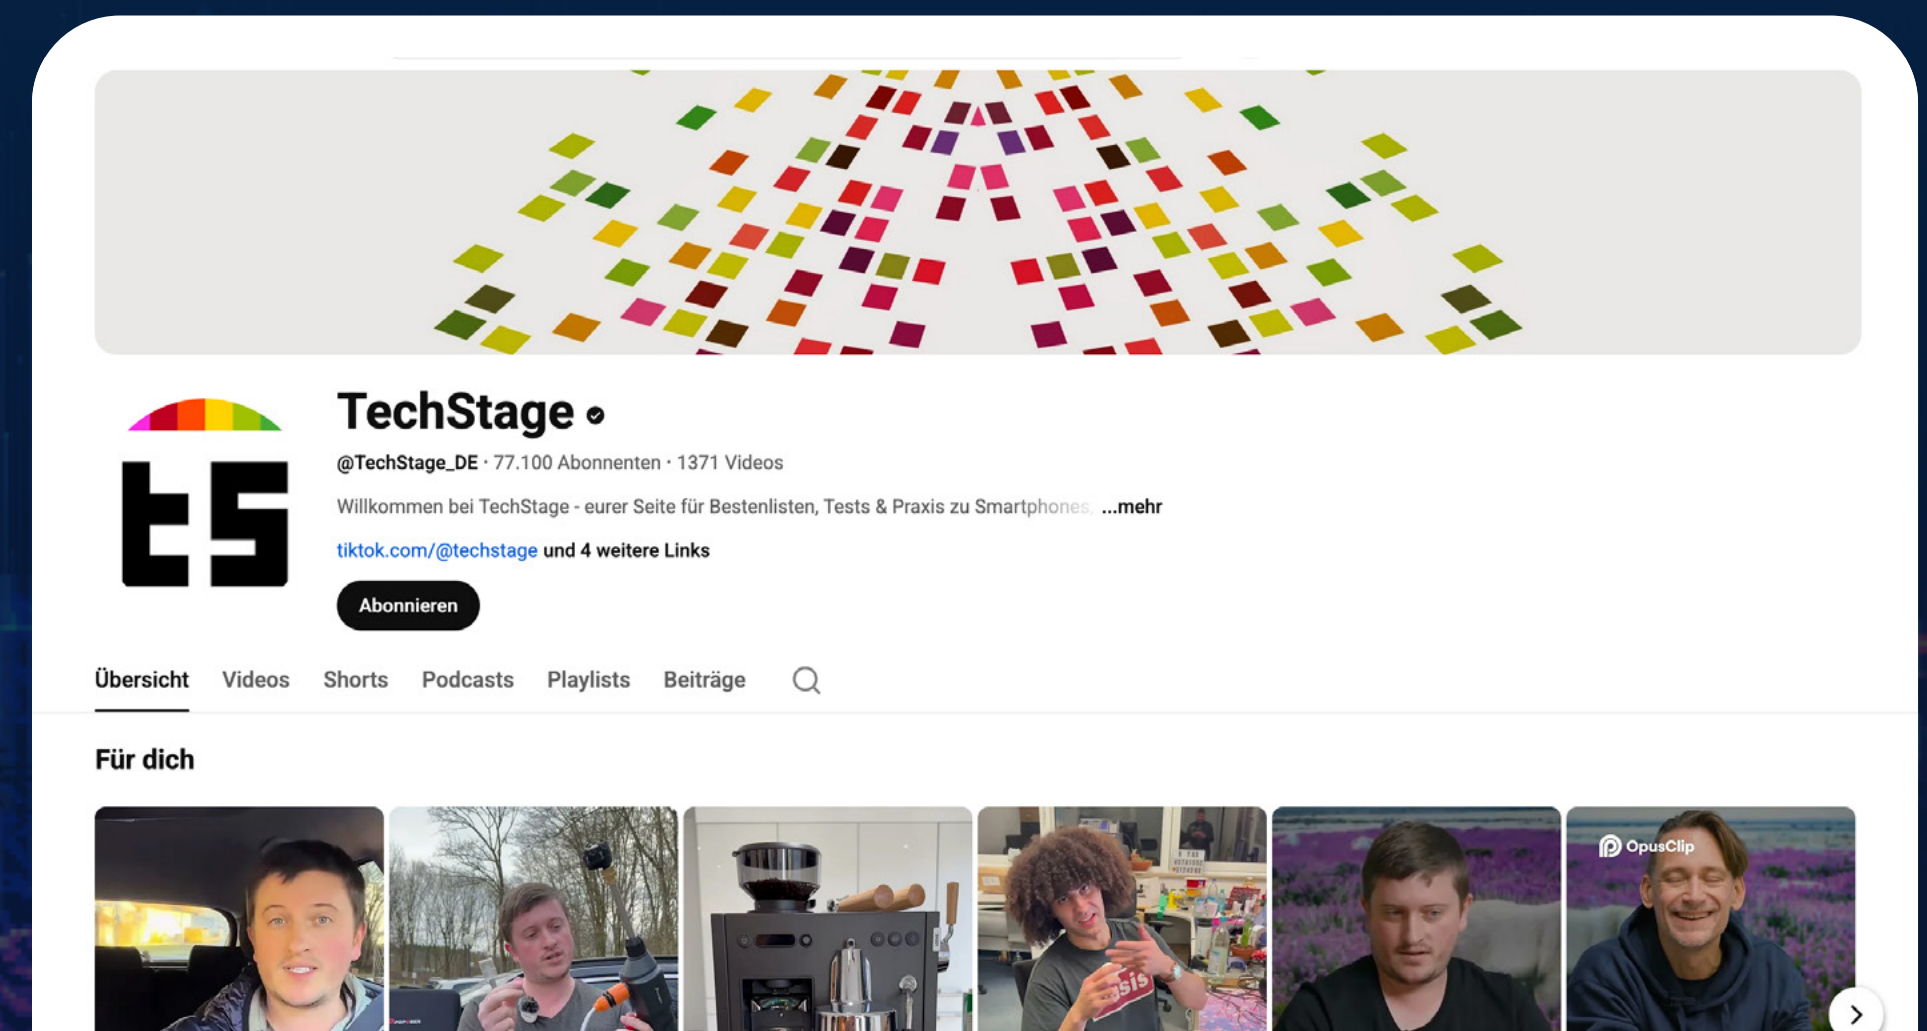 TechStage
@TechStage_DE · 77.100 Abonnenten · 1371 Videos
Willkommen bei TechStage - eurer Seite für Bestenlisten, Tests & Praxis zu Smartphones, ...mehr
tiktok.com/@techstage und 4 weitere Links
Abonnieren
Übersicht Videos Shorts Podcasts Playlists Beiträge
Für dich
OpusClip